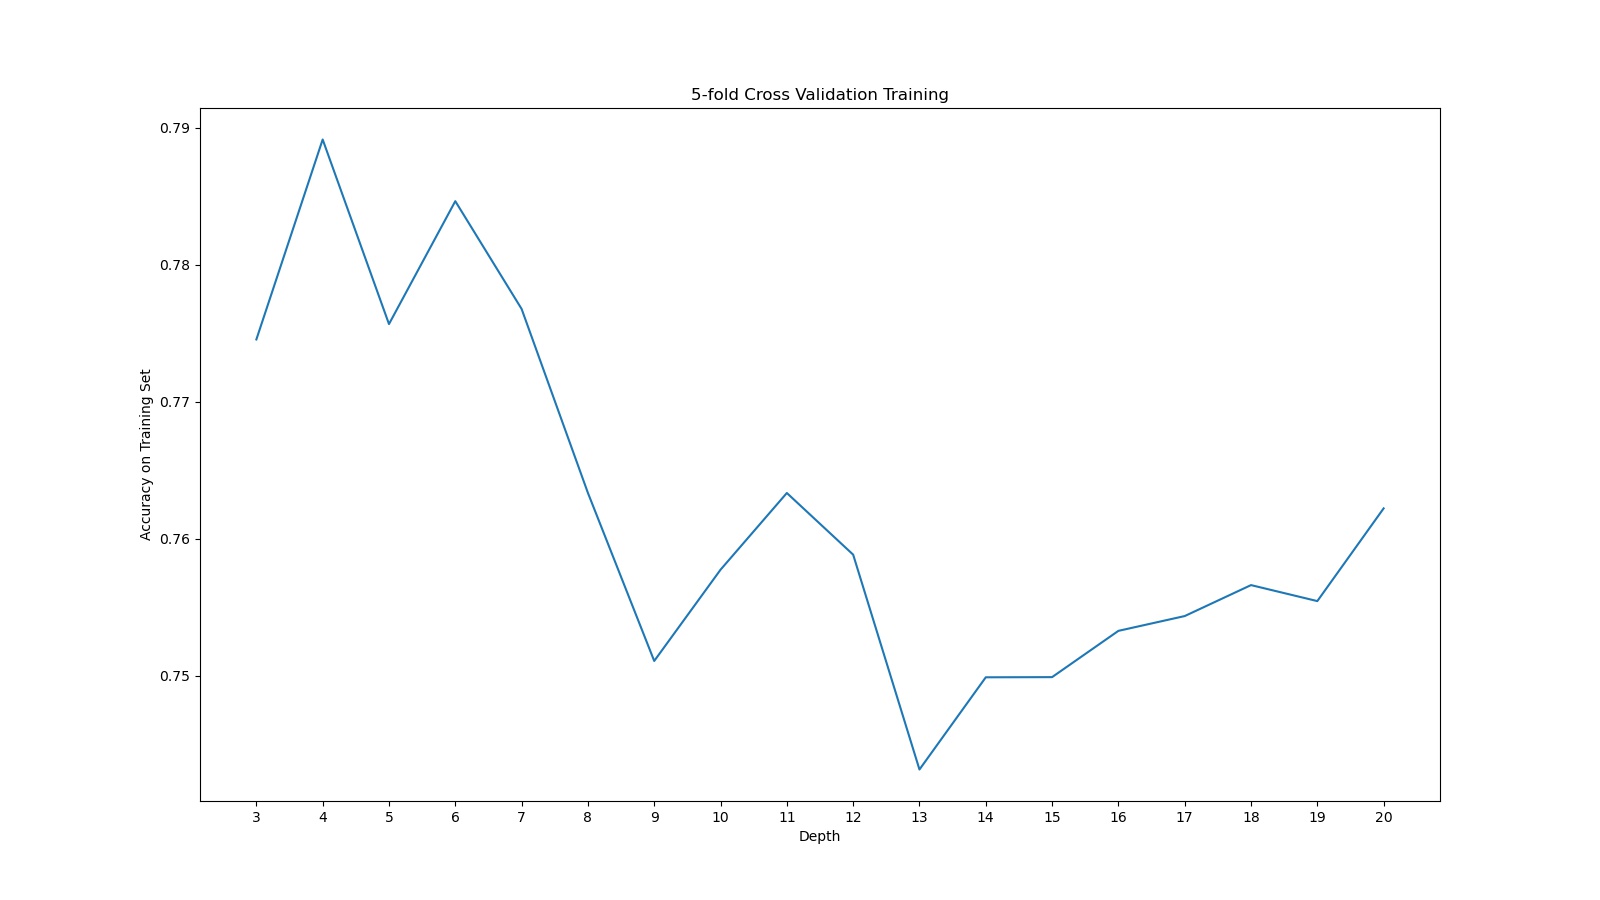 5-fold Cross Validation Training
0.79
0.78
0.77
0.76
0.75
Accuracy on Training Set
3 4 5 6 7 8 9 10 11 12 13 14 15 16 17 18 19 20
Depth